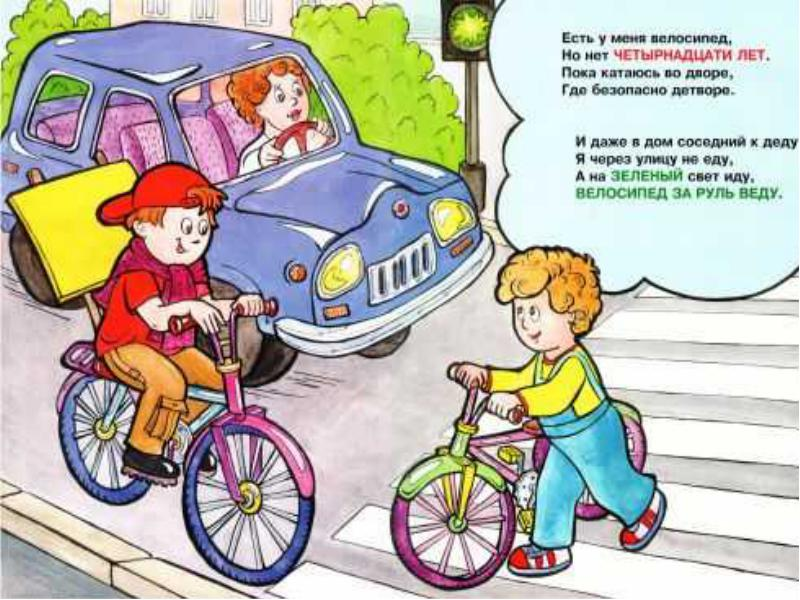 Есть у меня велосипед,
Но нет ЧЕТЫРНАДЦАТИ ЛЕТ.
Пока катаюсь во дворе,
Где безопасно детворе.
И даже в дом соседний к деду
Я через улицу не еду,
А на ЗЕЛЕНЫЙ свет иду,
ВЕЛОСИПЕД ЗА РУЛЬ ВЕДУ.